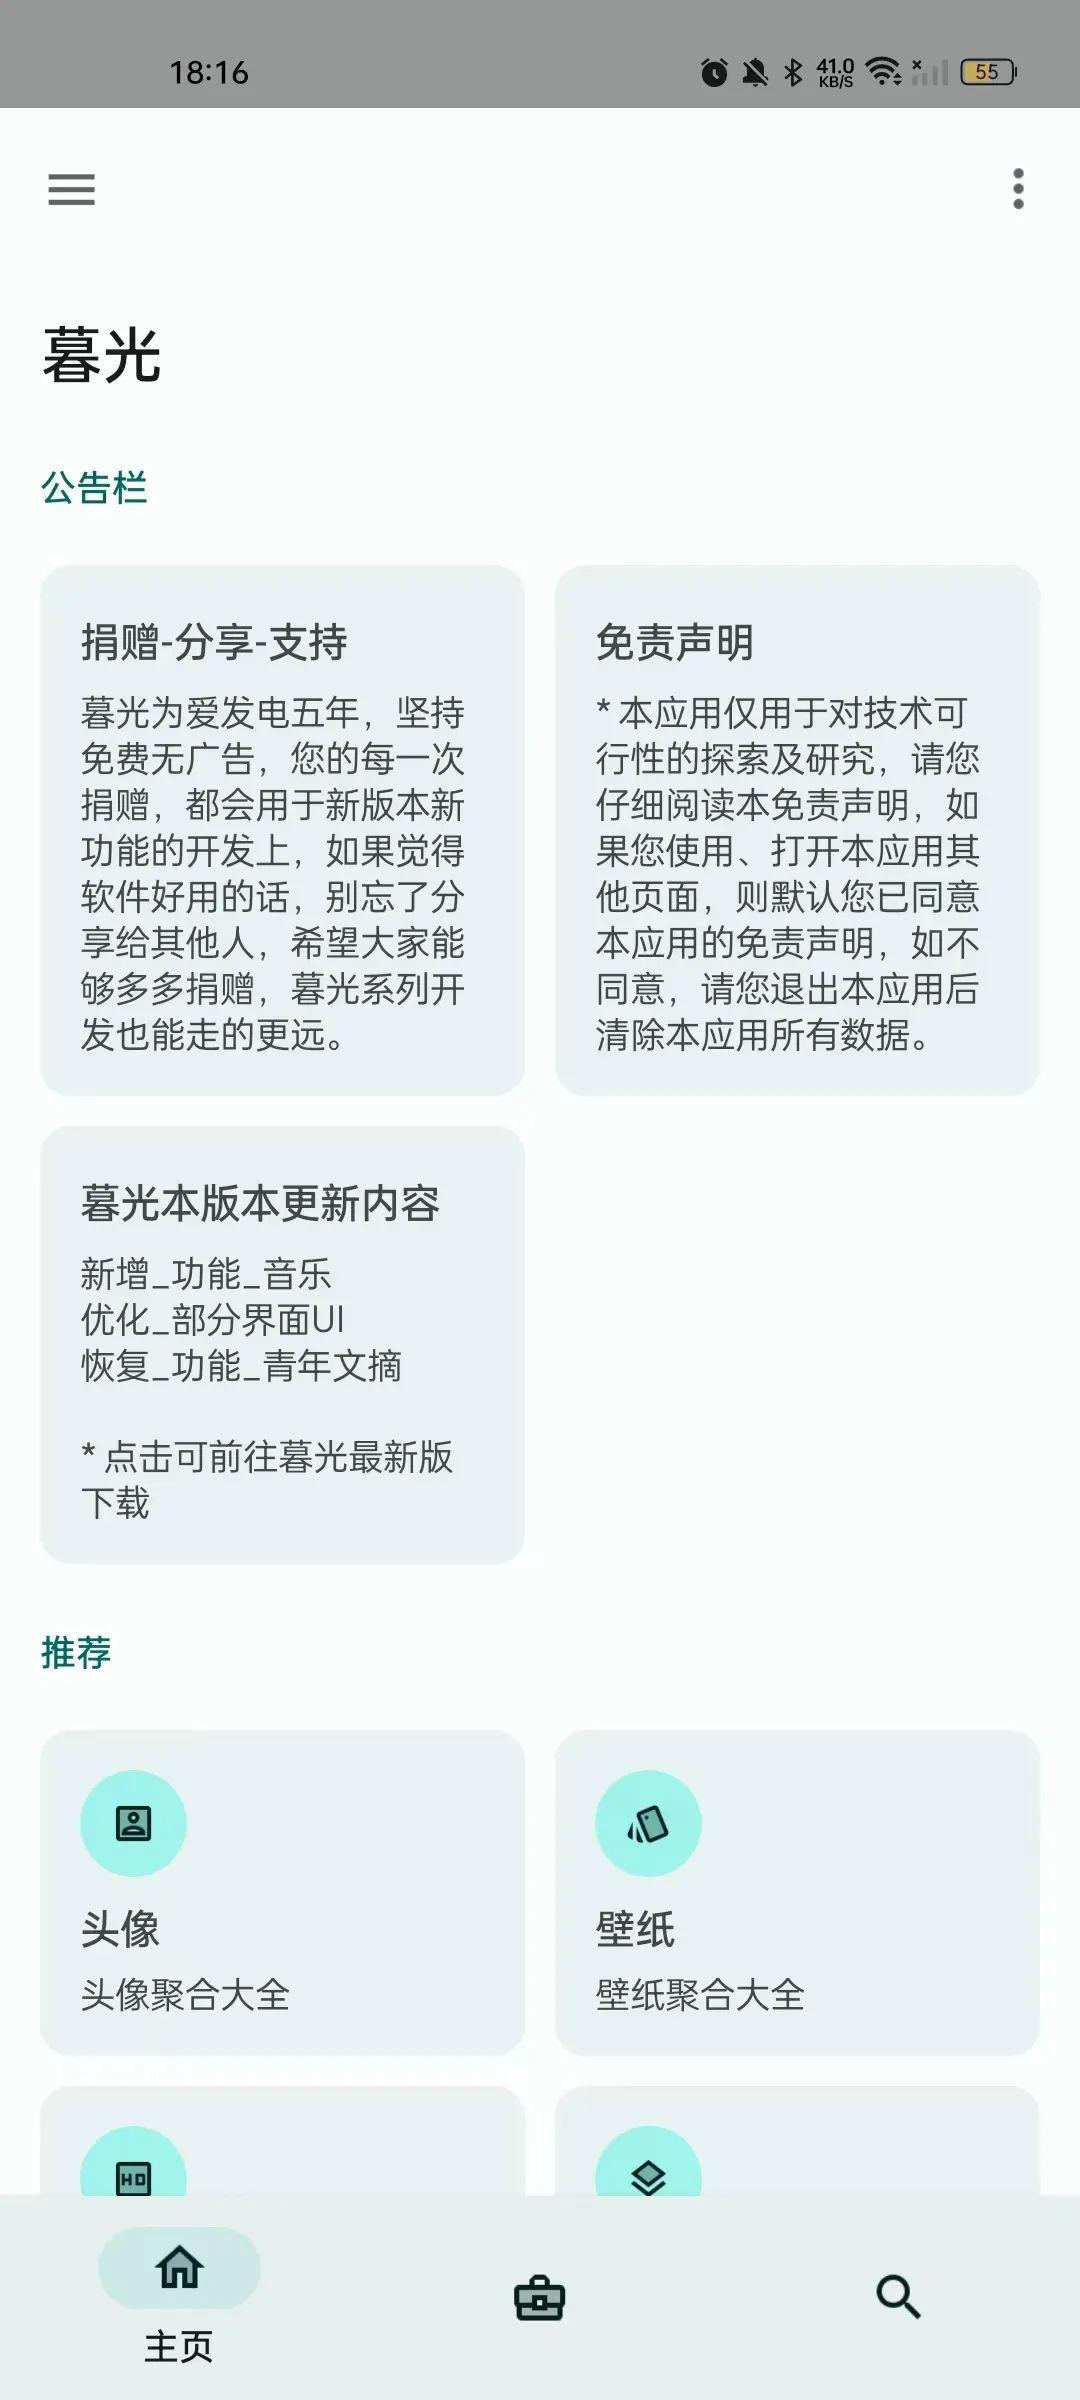 18:16
41.0
KB/S
55
暮光
公告栏
捐赠-分享-支持
暮光为爱发电五年，坚持
免费无广告，您的每一次
捐赠，都会用于新版本新
功能的开发上，如果觉得
软件好用的话，别忘了分
享给其他人，希望大家能
够多多捐赠，暮光系列开
发也能走的更远。
免责声明
* 本应用仅用于对技术可
行性的探索及研究，请您
仔细阅读本免责声明，如
果您使用、打开本应用其
他页面，则默认您已同意
本应用的免责声明，如不
同意，请您退出本应用后
清除本应用所有数据。
暮光本版本更新内容
新增_功能_音乐
优化_部分界面UI
恢复_功能_青年文摘
* 点击可前往暮光最新版
下载
推荐
头像
头像聚合大全
壁纸
壁纸聚合大全
HD
主页